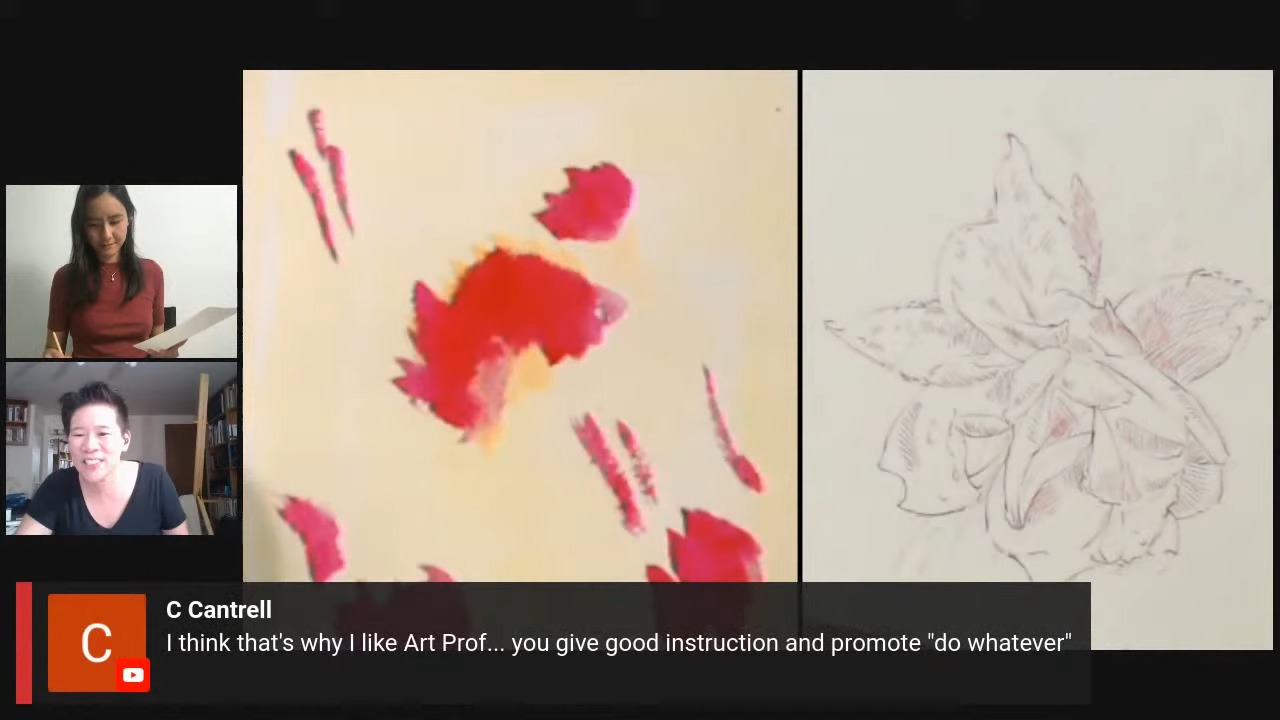 C
C Cantrell
I think that's why I like Art Prof... you give good instruction and promote "do whatever"